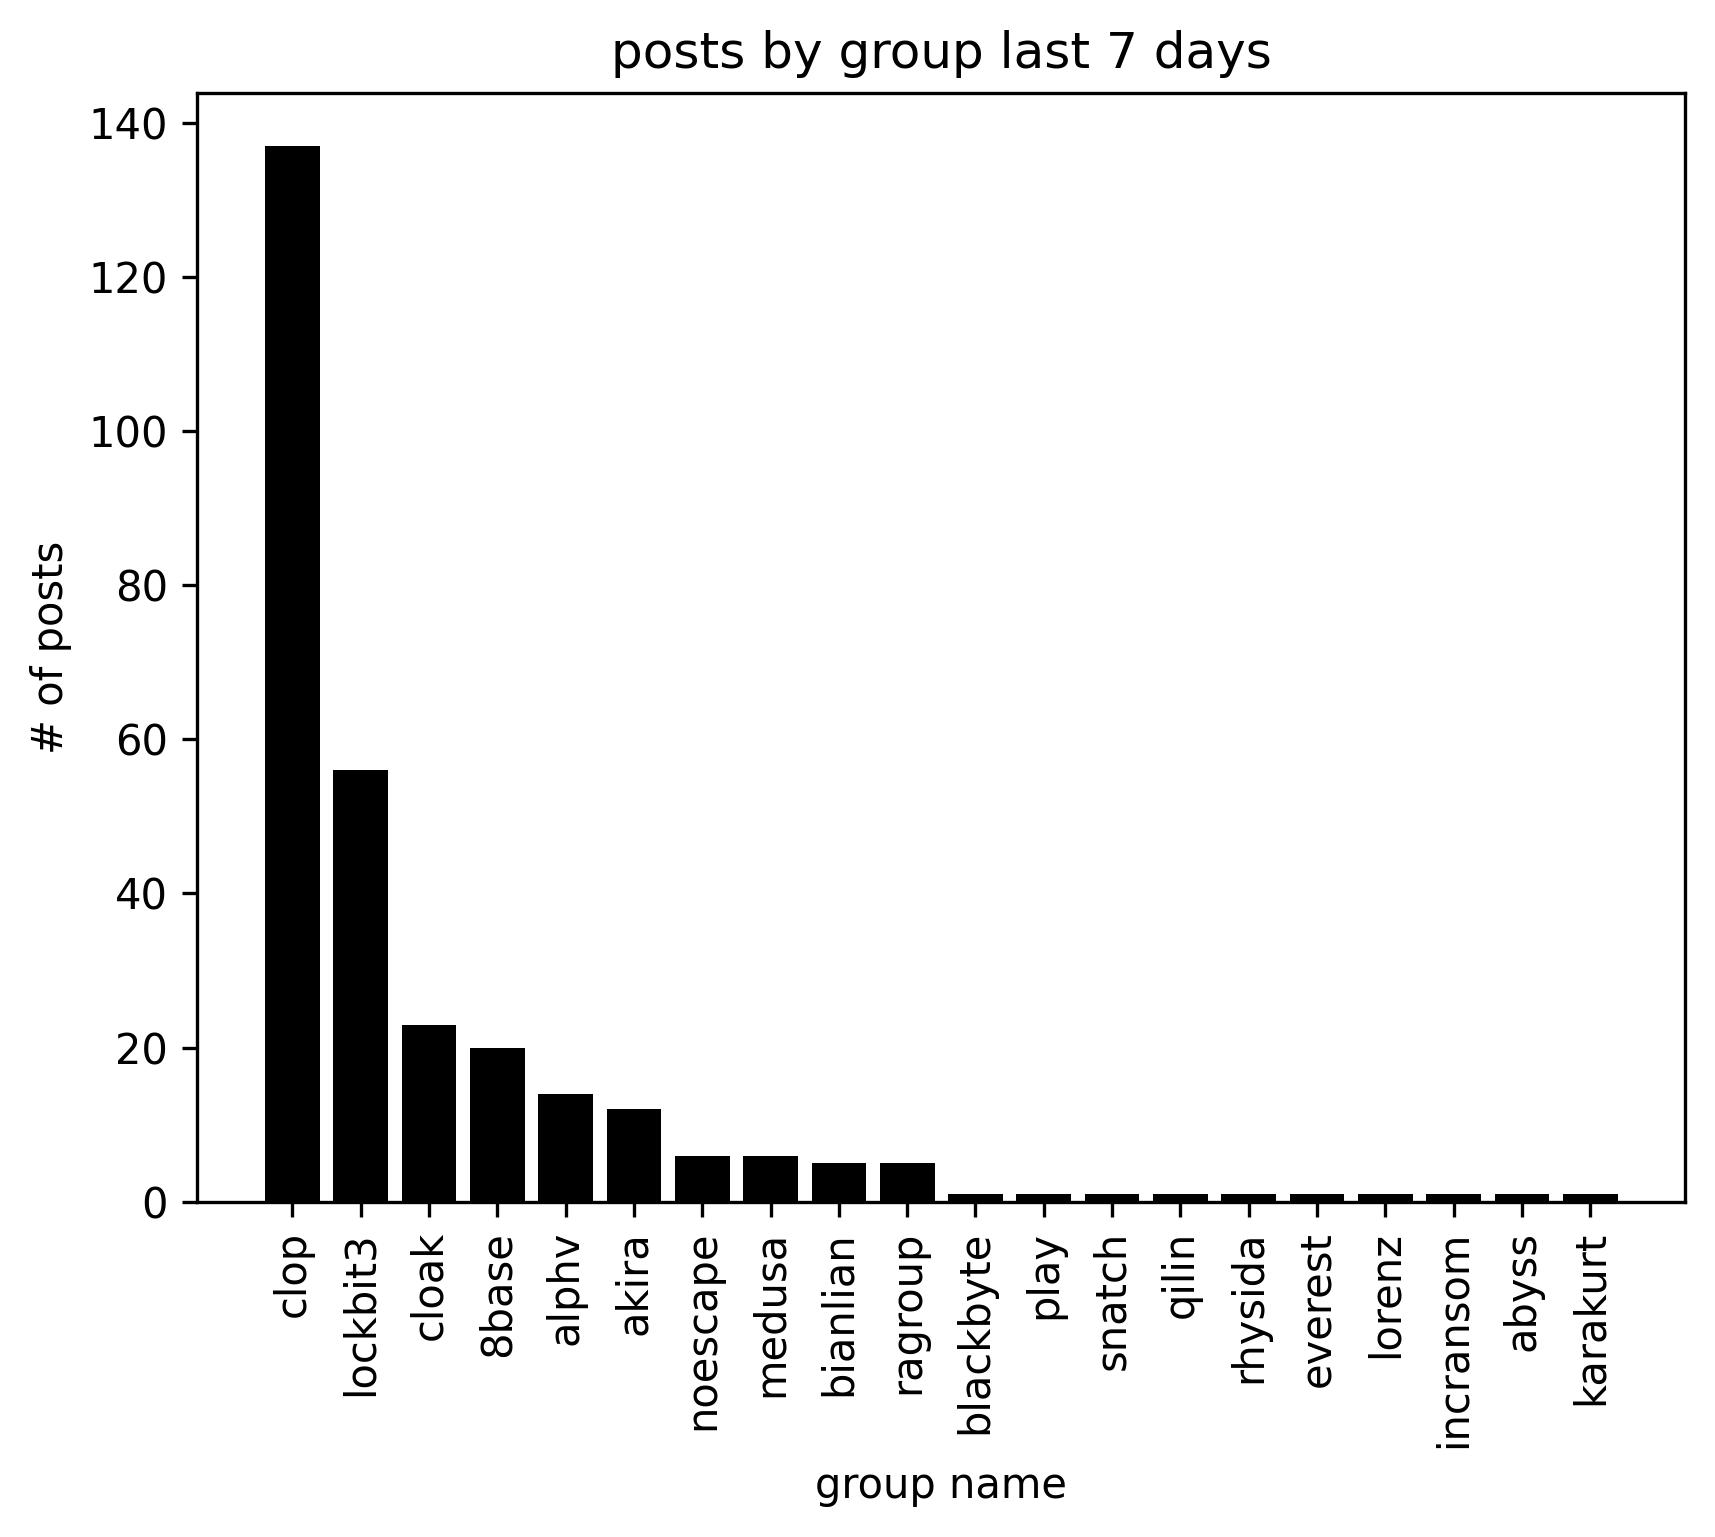 posts by group last 7 days
140
120
100
80
60
40
20
0
# of posts
clop
lockbit3
cloak
8base
alphv
akira
noescape
medusa
bianlian
ragroup
blackbyte
play
snatch
qilin
rhysida
everest
lorenz
incransom
abyss
karakurt
group name